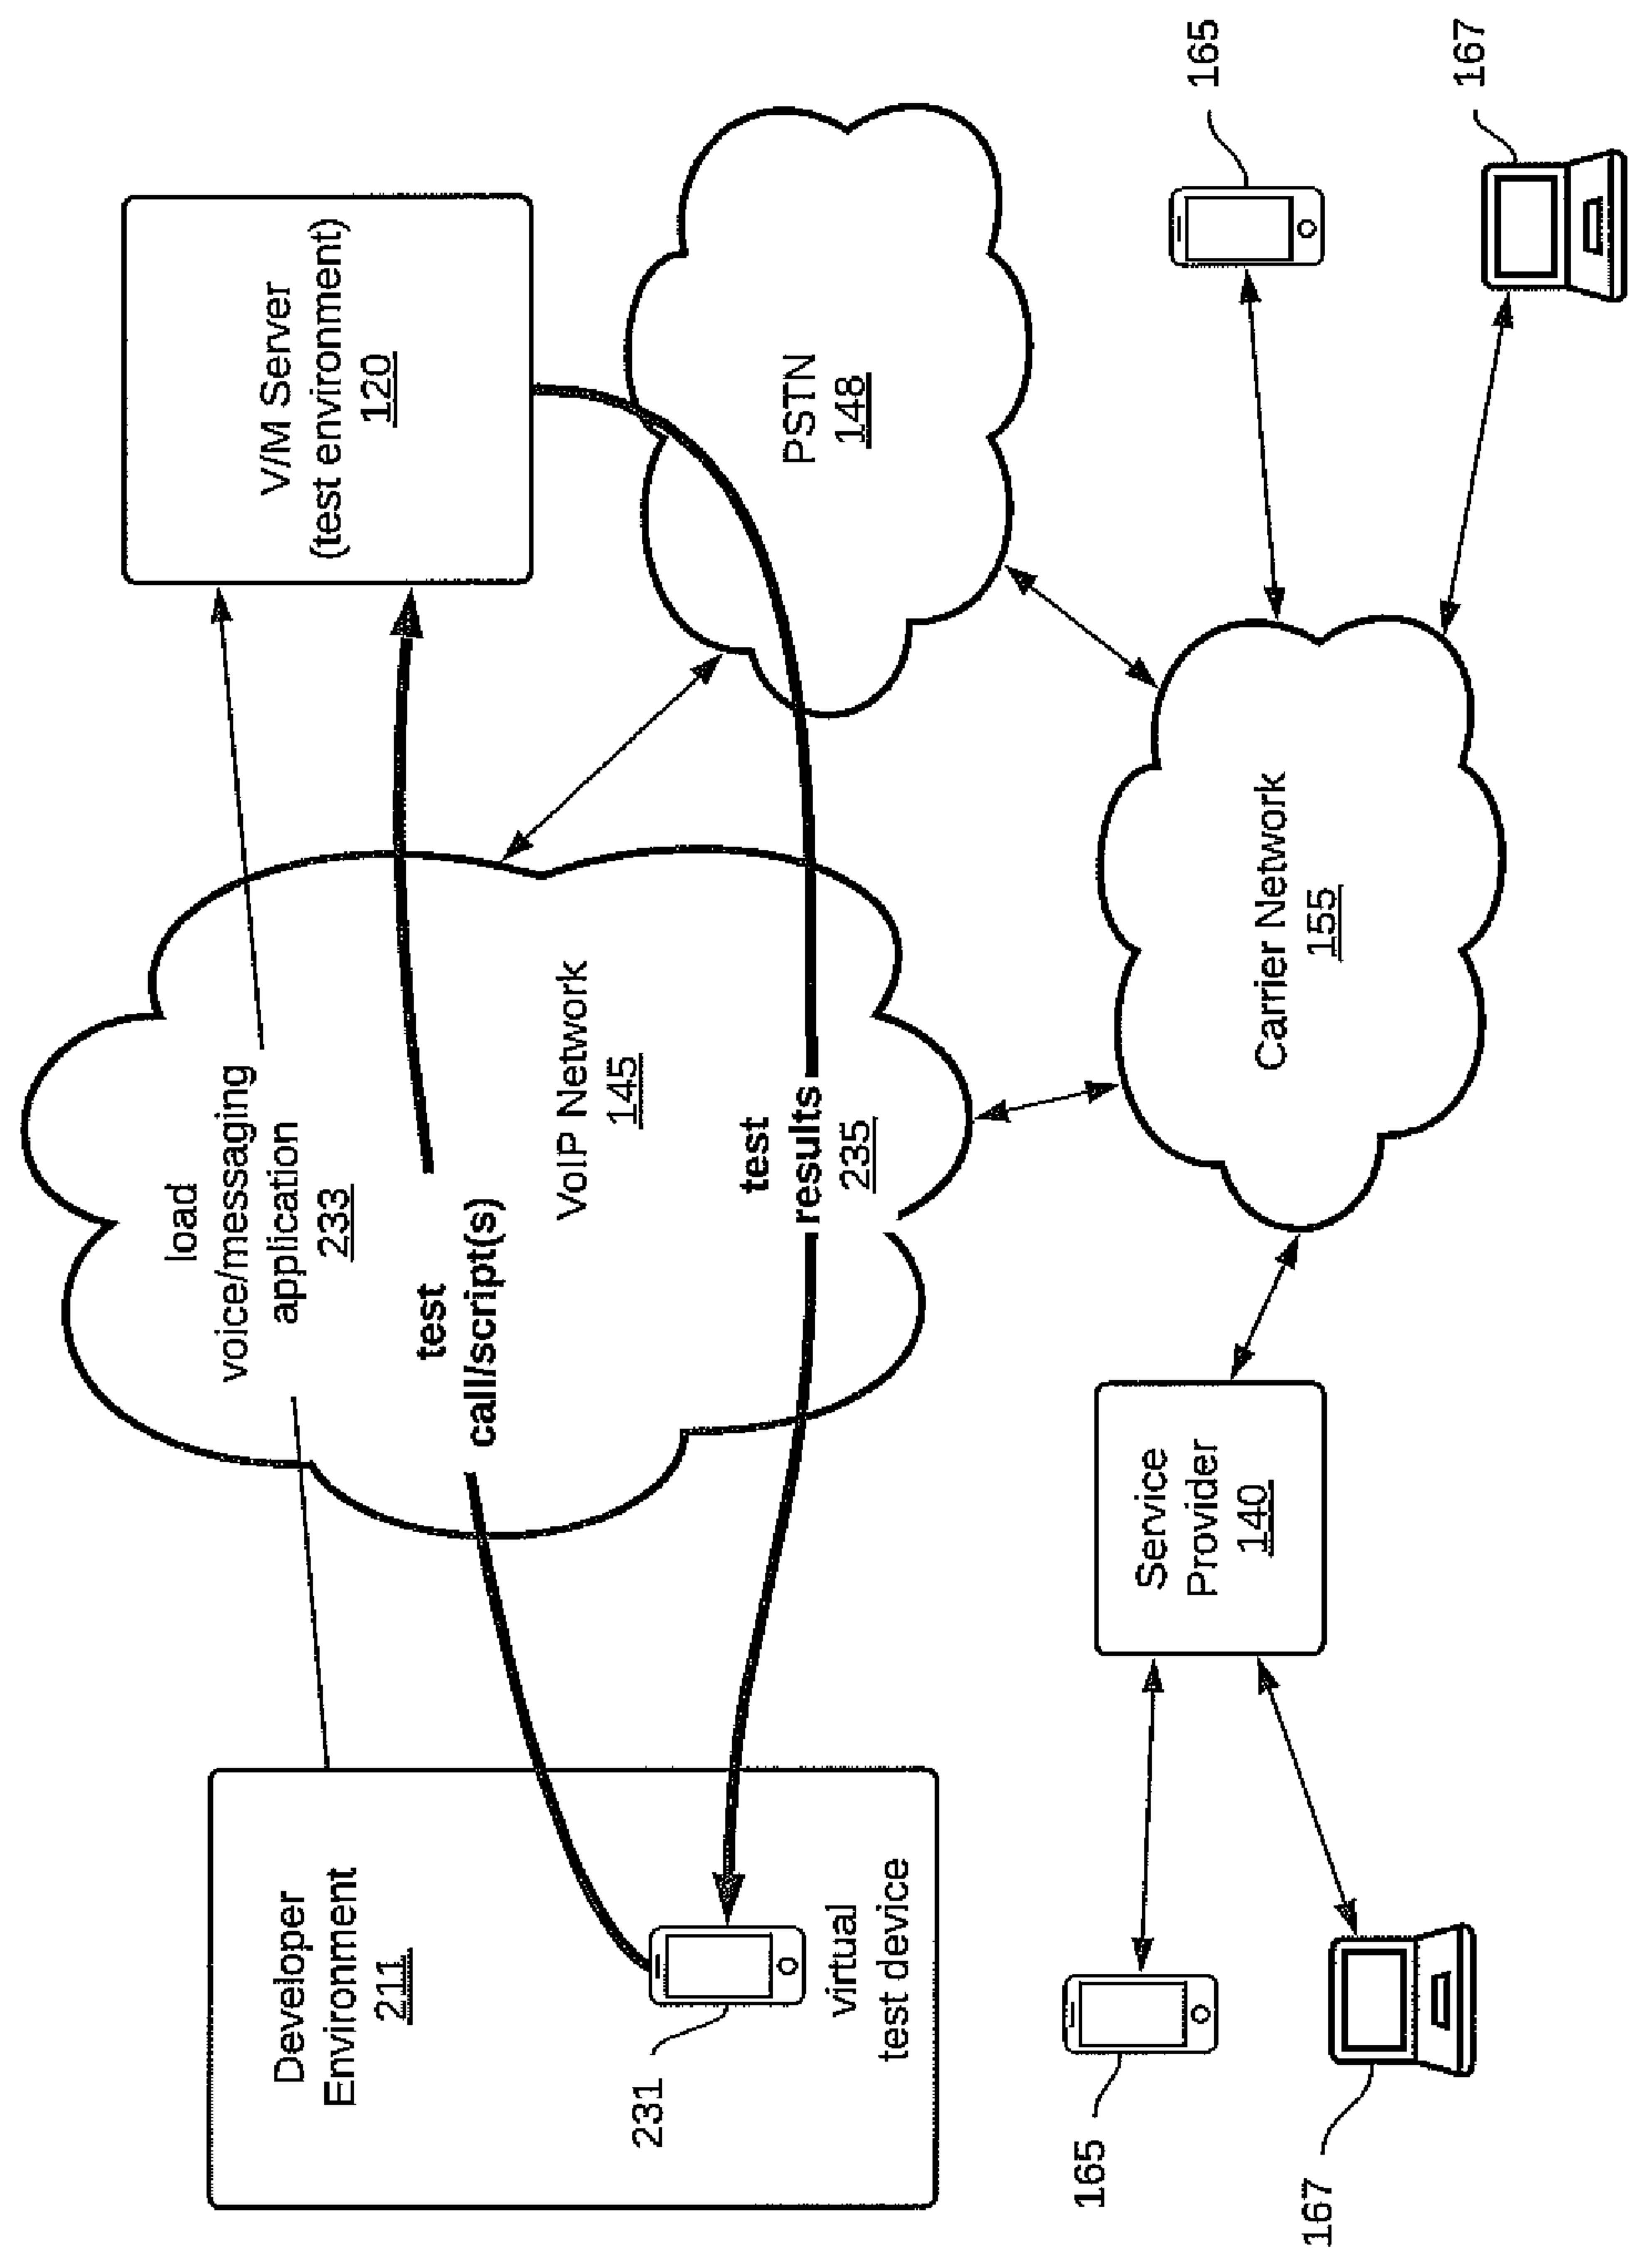 Developer
Environment
211
231
virtual
test device
load
voice/messaging
application
233
test
call/script(s)
VoIP Network
145
test
results
235
V/M Server
(test environment)
120
PSTN
148
165
167
Service
Provider
140
Carrier Network
155
165
167